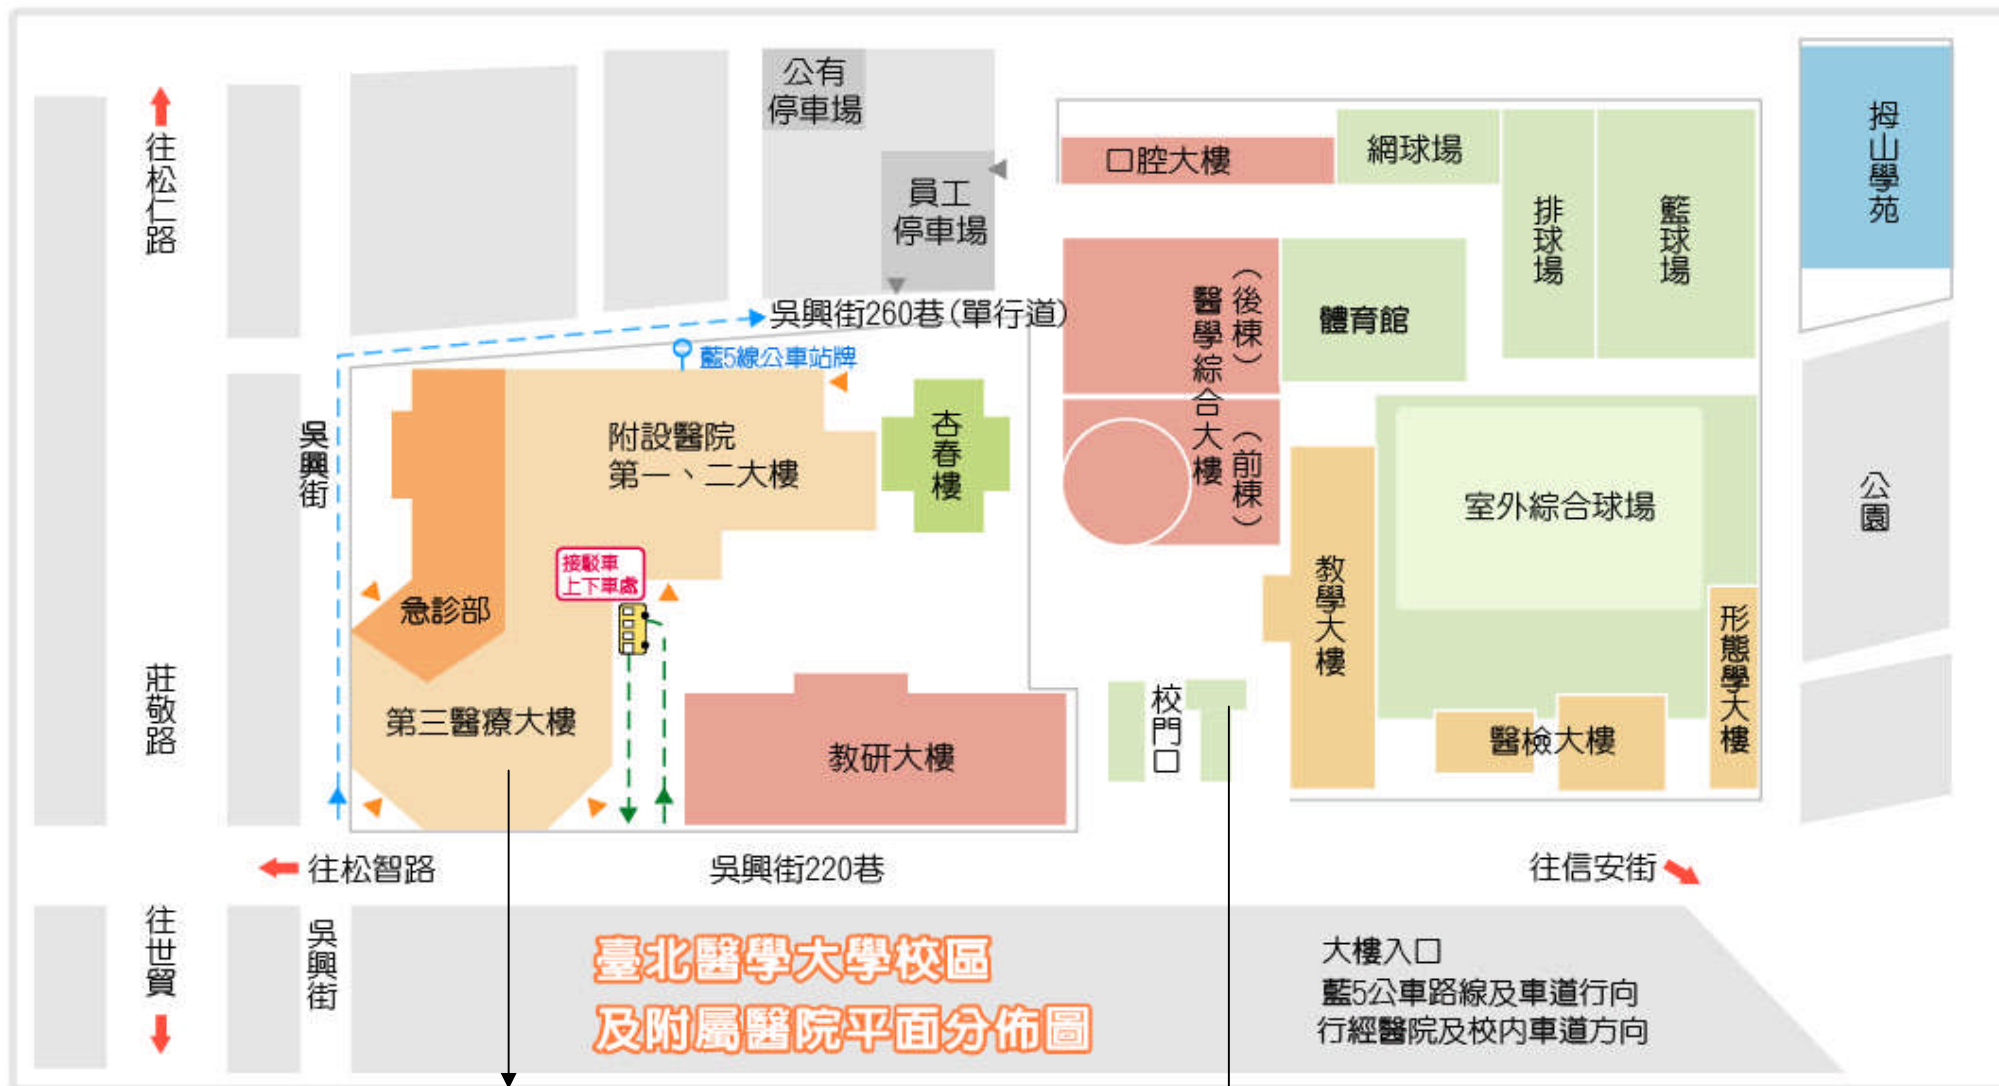 公有
停車場
往松仁路
口腔大樓
網球場
拇山學苑
員工
停車場
排球場
籃球場
吳興街260巷(單行道)
醫學綜合大樓
(後棟)
(前棟)
體育館
藍5線公車站牌
吳興街
附設醫院
第一、二大樓
杏春樓
室外綜合球場
公園
接駁車
上下車處
急診部
教學大樓
形態學大樓
莊敬路
第三醫療大樓
教研大樓
校門口
醫檢大樓
往松智路
吳興街220巷
往信安街
往世貿
吳興街
臺北醫學大學校區
及附屬醫院平面分佈圖
大樓入口
藍5公車路線及車道行向
行經醫院及校內車道方向